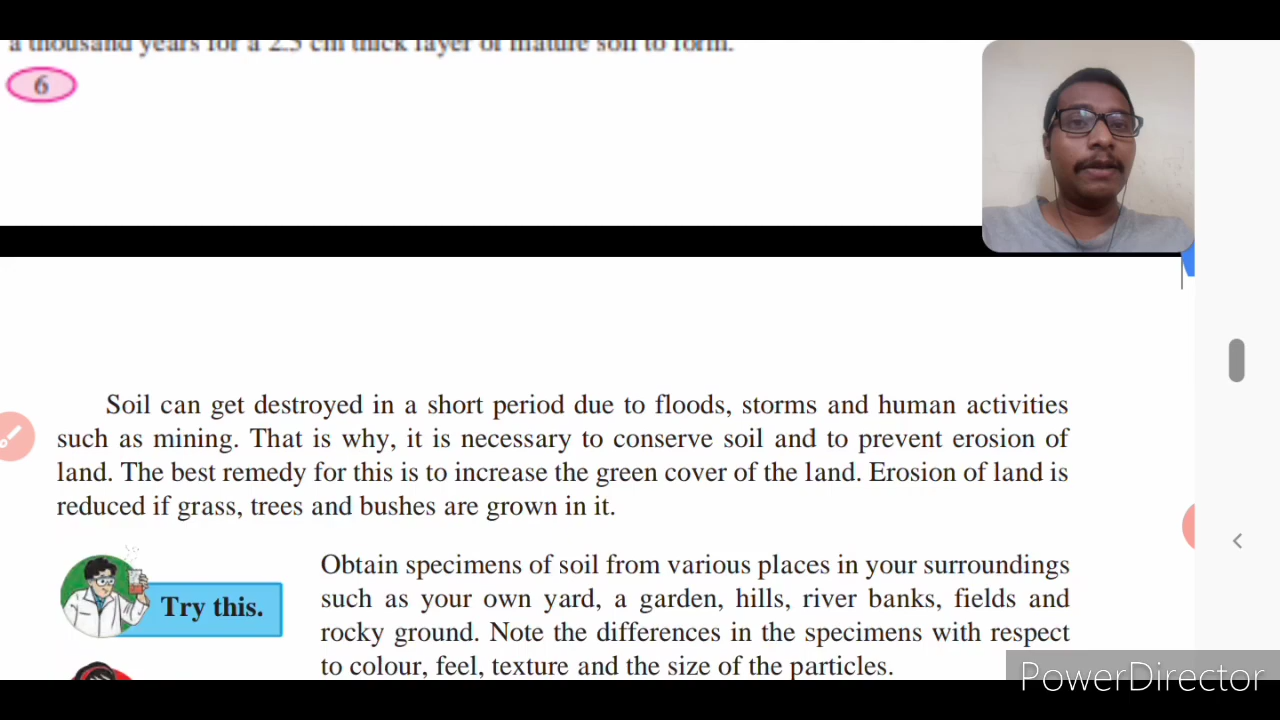 a thousand years for a 2.5 cm thick layer of mature soil to form.
6
Soil can get destroyed in a short period due to floods, storms and human activities
such as mining. That is why, it is necessary to conserve soil and to prevent erosion of
land. The best remedy for this is to increase the green cover of the land. Erosion of land is
reduced if grass, trees and bushes are grown in it.
Try this.
Obtain specimens of soil from various places in your surroundings
such as your own yard, a garden, hills, river banks, fields and
rocky ground. Note the differences in the specimens with respect
to colour, feel, texture and the size of the particles.
PowerDirector